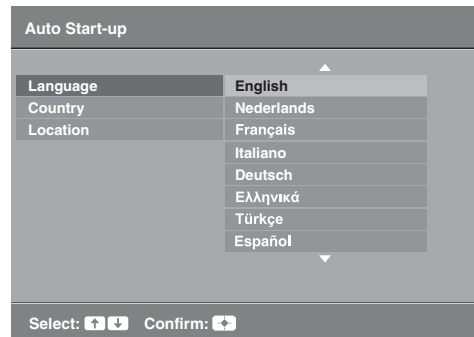 Auto Start-up
Language
Country
Location
English
Nederlands
Français
Italiano
Deutsch
Ελληνικά
Türkçe
Español
Select: Confirm: